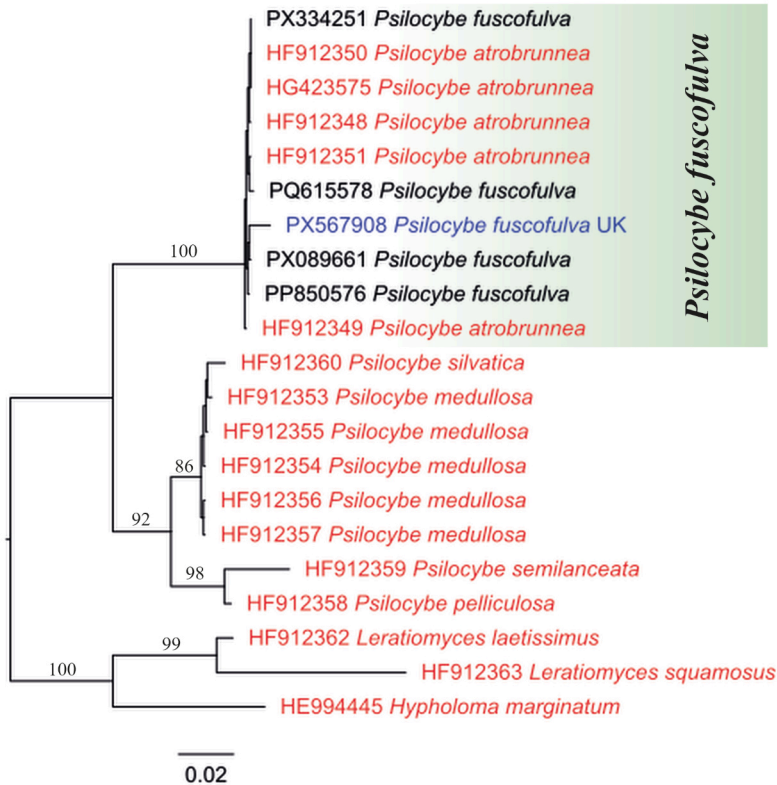 PX334251 Psilocybe fuscofulva
HF912350 Psilocybe atrobrunnea
HG423575 Psilocybe atrobrunnea
HF912348 Psilocybe atrobrunnea
HF912351 Psilocybe atrobrunnea
PQ615578 Psilocybe fuscofulva
PX567908 Psilocybe fuscofulva UK
PX089661 Psilocybe fuscofulva
PP850576 Psilocybe fuscofulva
HF912349 Psilocybe atrobrunnea
Psilocybe fuscofulva
100
HF912360 Psilocybe silvatica
HF912353 Psilocybe medullosa
HF912355 Psilocybe medullosa
HF912354 Psilocybe medullosa
86
HF912356 Psilocybe medullosa
HF912357 Psilocybe medullosa
92
HF912359 Psilocybe semilanceata
98
HF912358 Psilocybe pelliculosa
HF912362 Leratiomyces laetissimus
99
HF912363 Leratiomyces squamosus
100
HE994445 Hypholoma marginatum
0.02